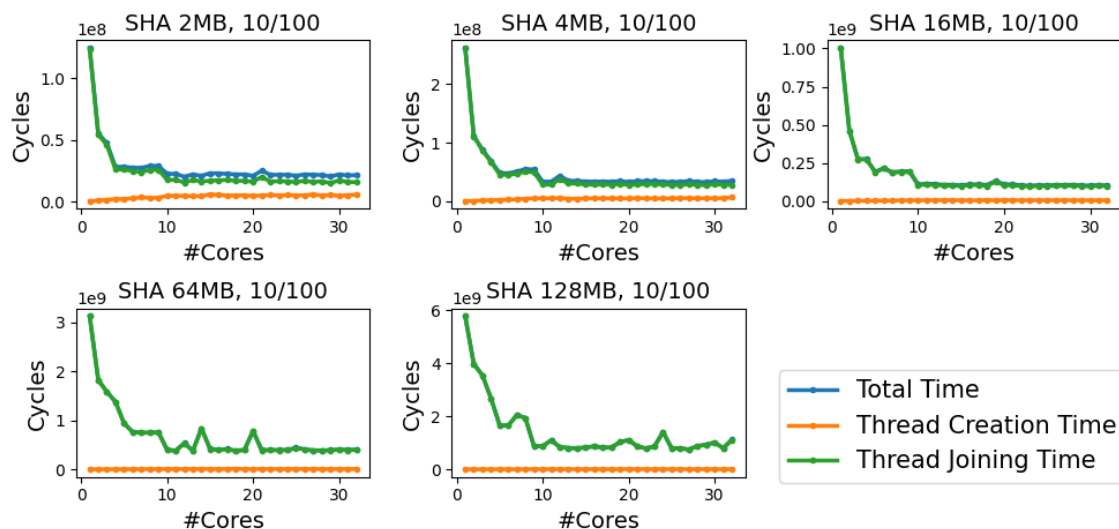 SHA 2MB, 10/100
1e8
Cycles
1.0
0.5
0.0
0 10 20 30
#Cores
SHA 4MB, 10/100
1e8
Cycles
2
1
0
0 10 20 30
#Cores
SHA 16MB, 10/100
1e9
Cycles
1.00
0.75
0.50
0.25
0.00
0 10 20 30
#Cores
SHA 64MB, 10/100
1e9
Cycles
3
2
1
0
0 10 20 30
#Cores
SHA 128MB, 10/100
1e9
Cycles
6
4
2
0
0 10 20 30
#Cores
Total Time
Thread Creation Time
Thread Joining Time